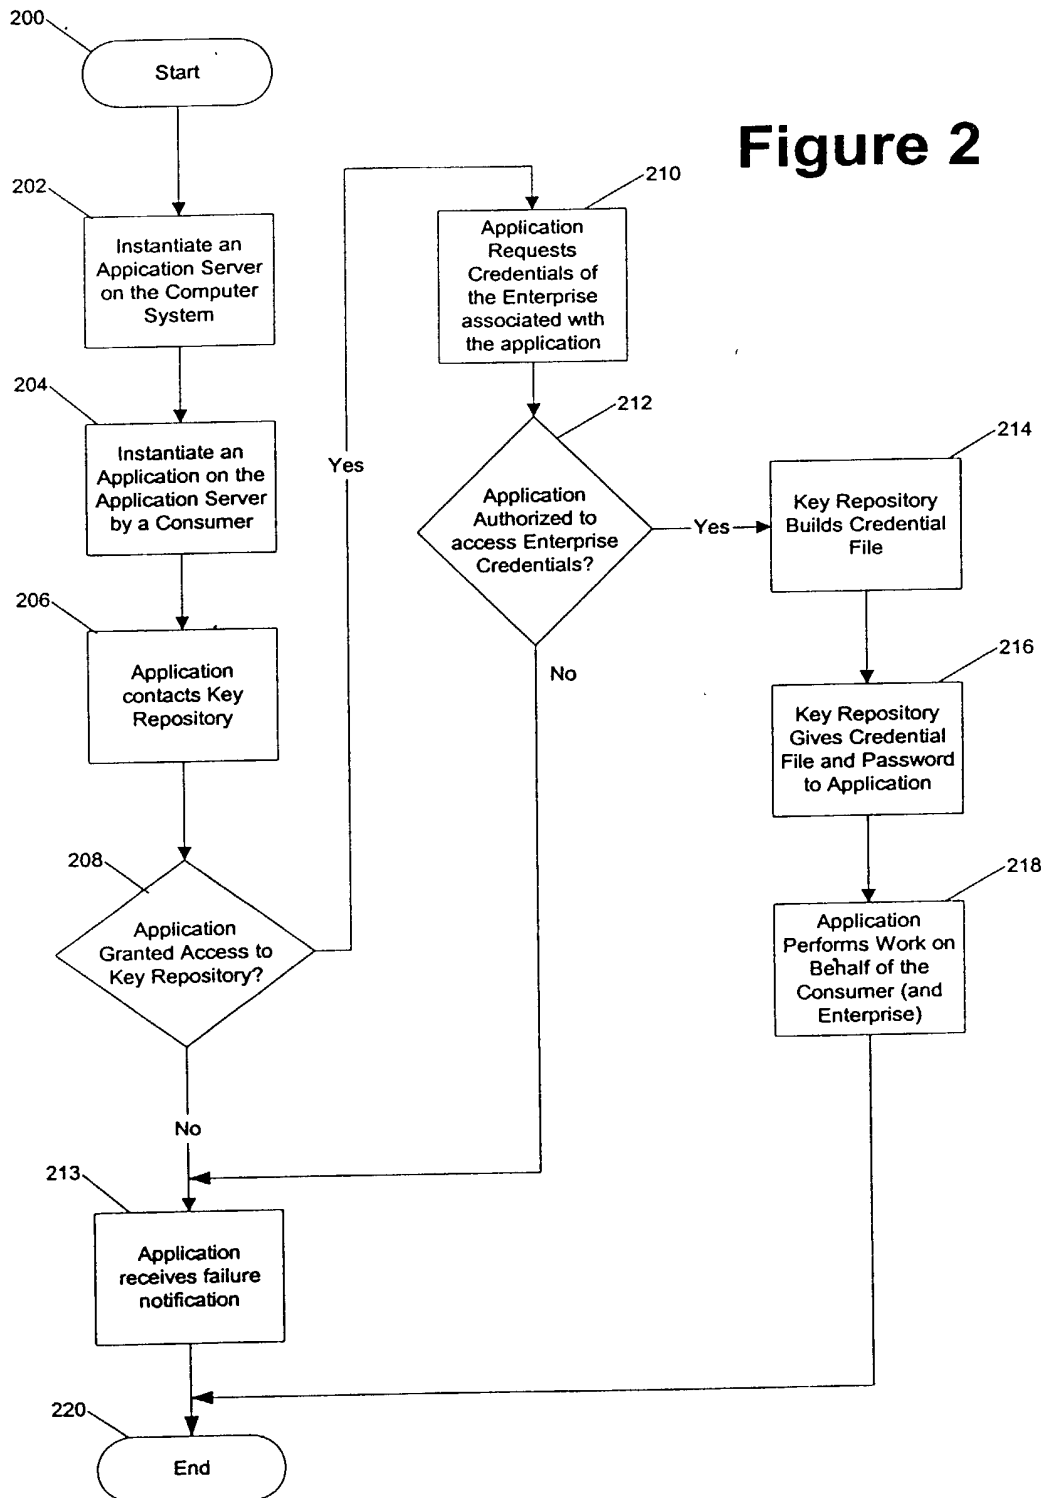 200
Start
Figure 2
202
Instantiate an
Appication Server
on the Computer
System
204
Instantiate an
Application on the
Application Server
by a Consumer
206
Application
contacts Key
Repository
208
Application
Granted Access to
Key Repository?
Yes
No
210
Application
Requests
Credentials of
the Enterprise
associated with
the application
212
Application
Authorized to
access Enterprise
Credentials?
Yes
No
214
Key Repository
Builds Credential
File
216
Key Repository
Gives Credential
File and Password
to Application
218
Application
Performs Work on
Behalf of the
Consumer (and
Enterprise)
213
Application
receives failure
notification
220
End